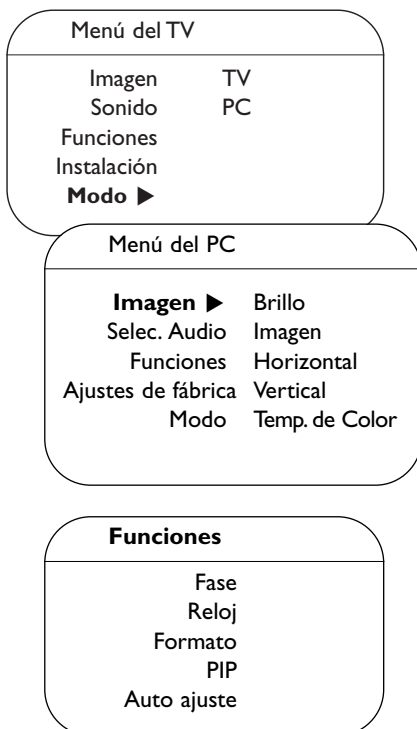 Menú del TV
Imagen TV
Sonido PC
Funciones
Instalación
Modo ▶
Menú del PC
Imagen ▶ Brillo
Selec. Audio Imagen
Funciones Horizontal
Ajustes de fábrica Vertical
Modo Temp. de Color
Funciones
Fase
Reloj
Formato
PIP
Auto ajuste